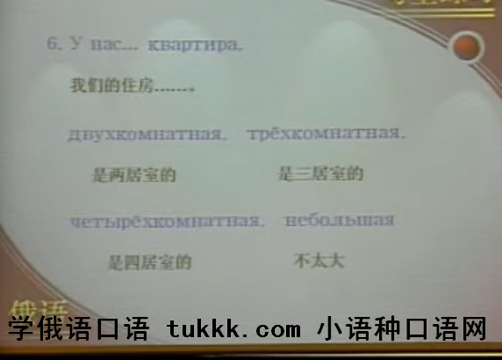 6. У нас... квартира.
我们的住房……。
двухкомнатная, трёхкомнатная,
是两居室的 是三居室的
четырёхкомнатная, небольшая
是四居室的 不太大
俄语
学俄语口语 tukkk.com 小语种口语网